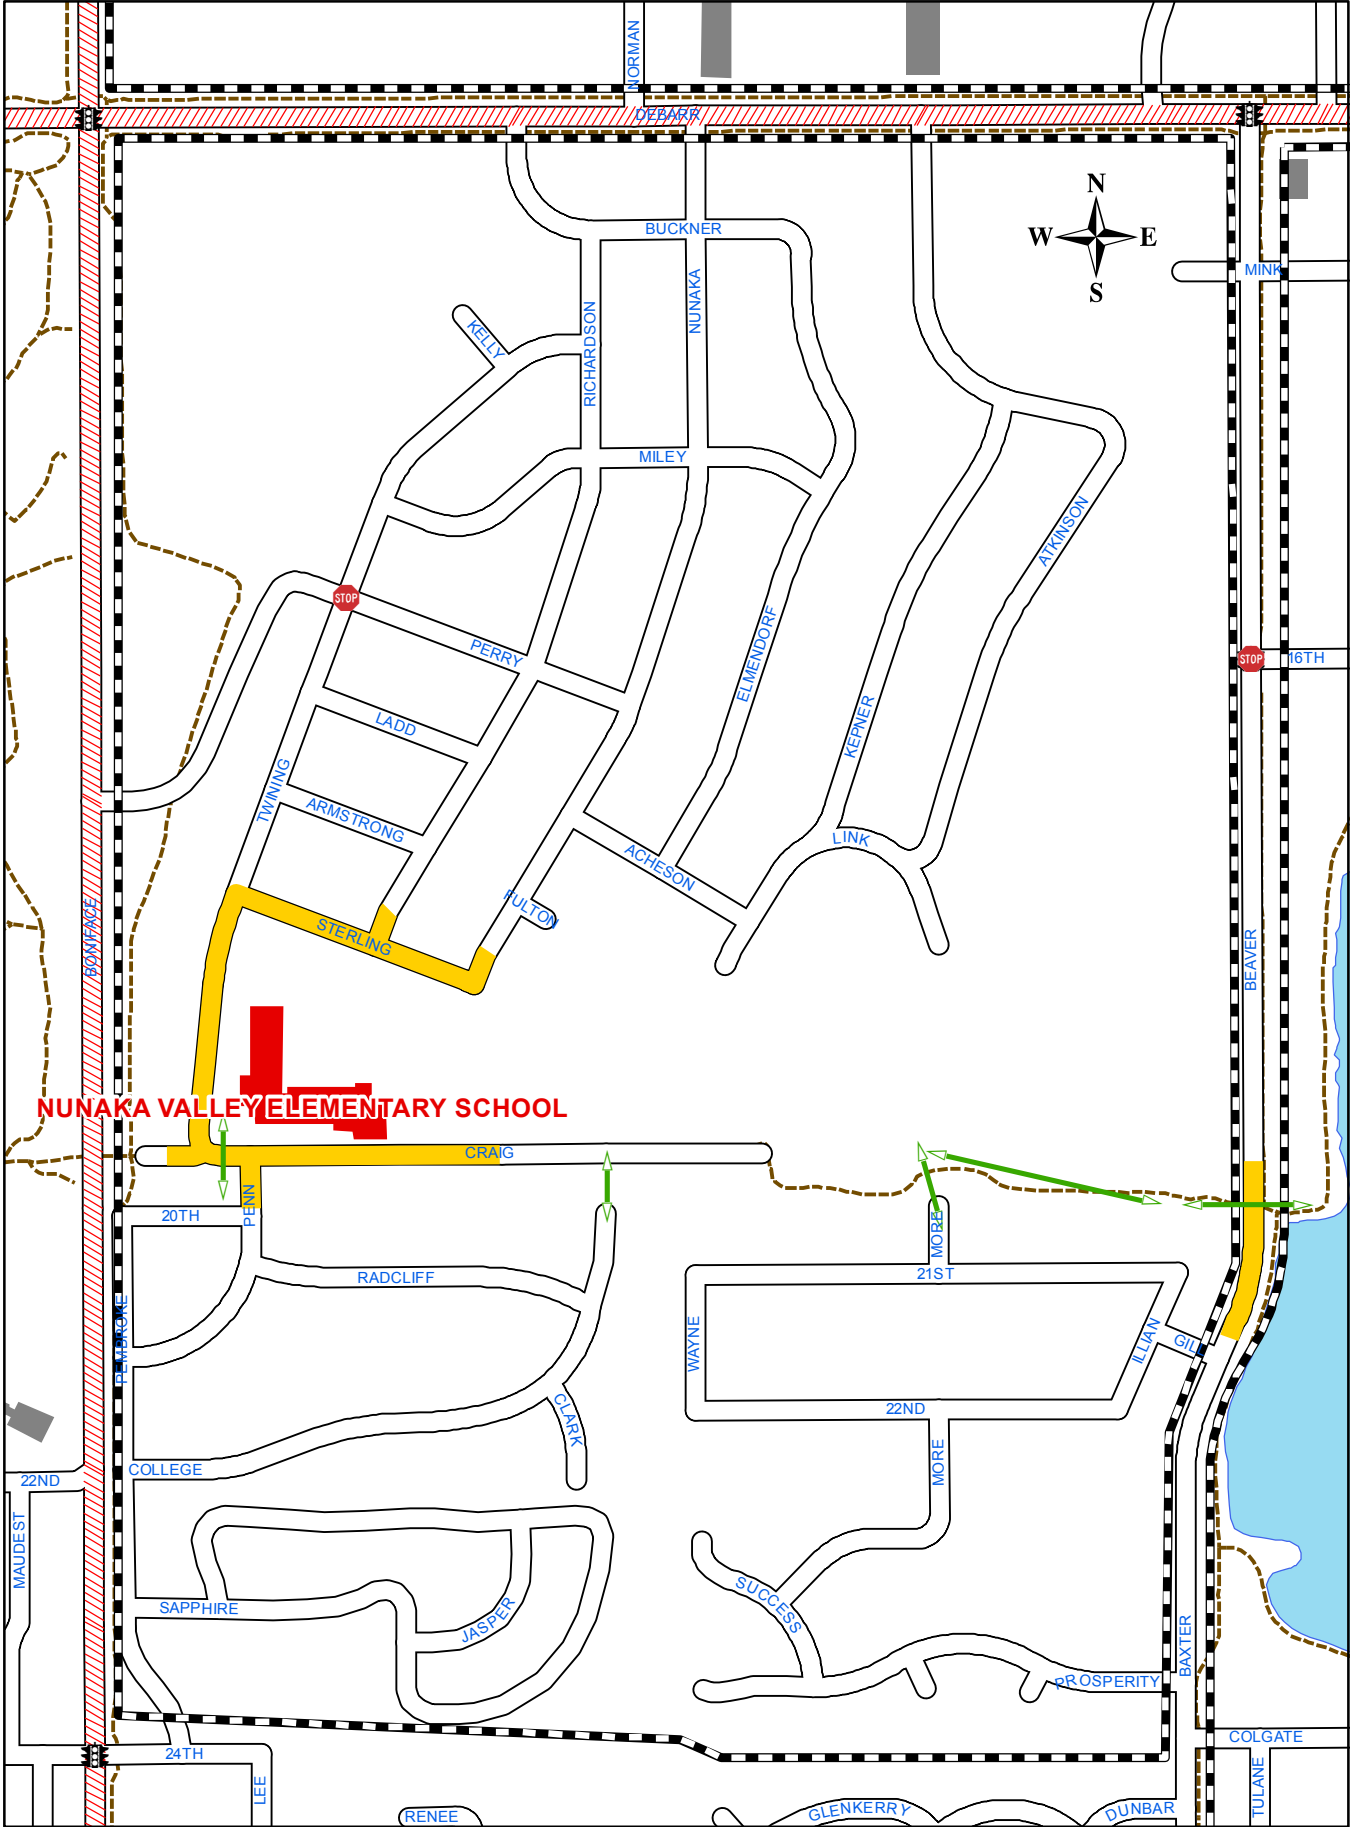 NORMAN
DEBARR
N
W
E
S
BUCKNER
MINK
NUNAKA
KELLY
RICHARDSON
MILEY
ATKINSON
STOP
PERRY
ELMENDORF
STOP
16TH
KEPNER
LADD
TWINING
ARMSTRONG
LINK
ACHESON
FULTON
STERLING
BONIFACE
BEAVER
NUNAKA VALLEY ELEMENTARY SCHOOL
CRAIG
PENN
20TH
MORE
RADCLIFF
21ST
PEMBROKE
WAYNE
ILLIAN
GILL
CLARK
22ND
MORE
COLLEGE
22ND
MAUDEST
SUCCESS
SAPPHIRE
JASPER
BAXTER
PROSPERITY
COLGATE
24TH
LEE
TULANE
RENEE
GLENKERRY
DUNBAR